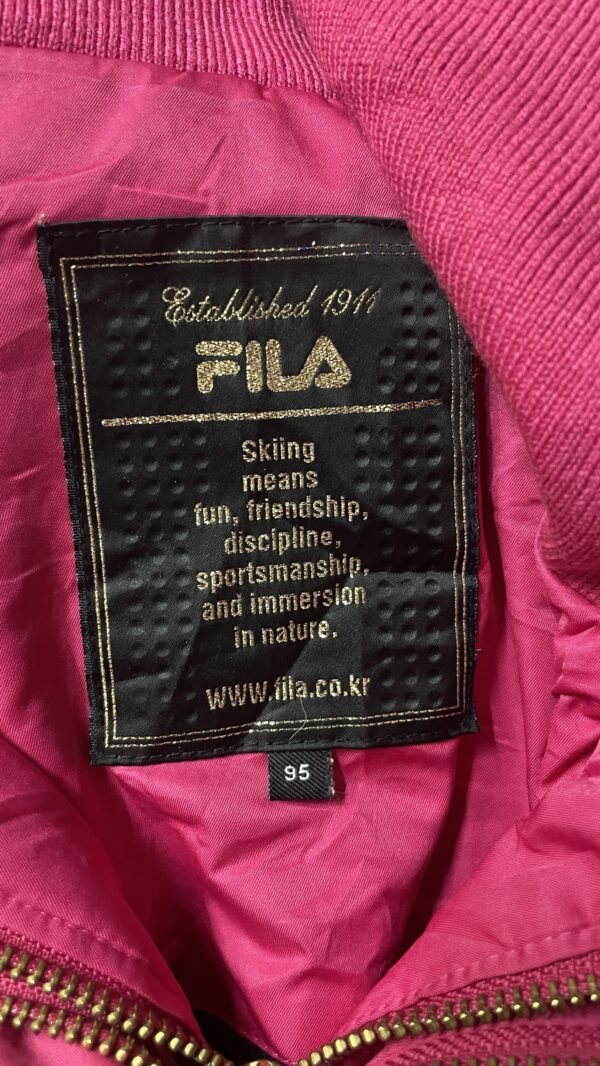 Established 1911
FILA
Skiing
means
fun, friendship,
discipline,
sportsmanship,
and immersion
in nature.
www.fila.co.kr
95